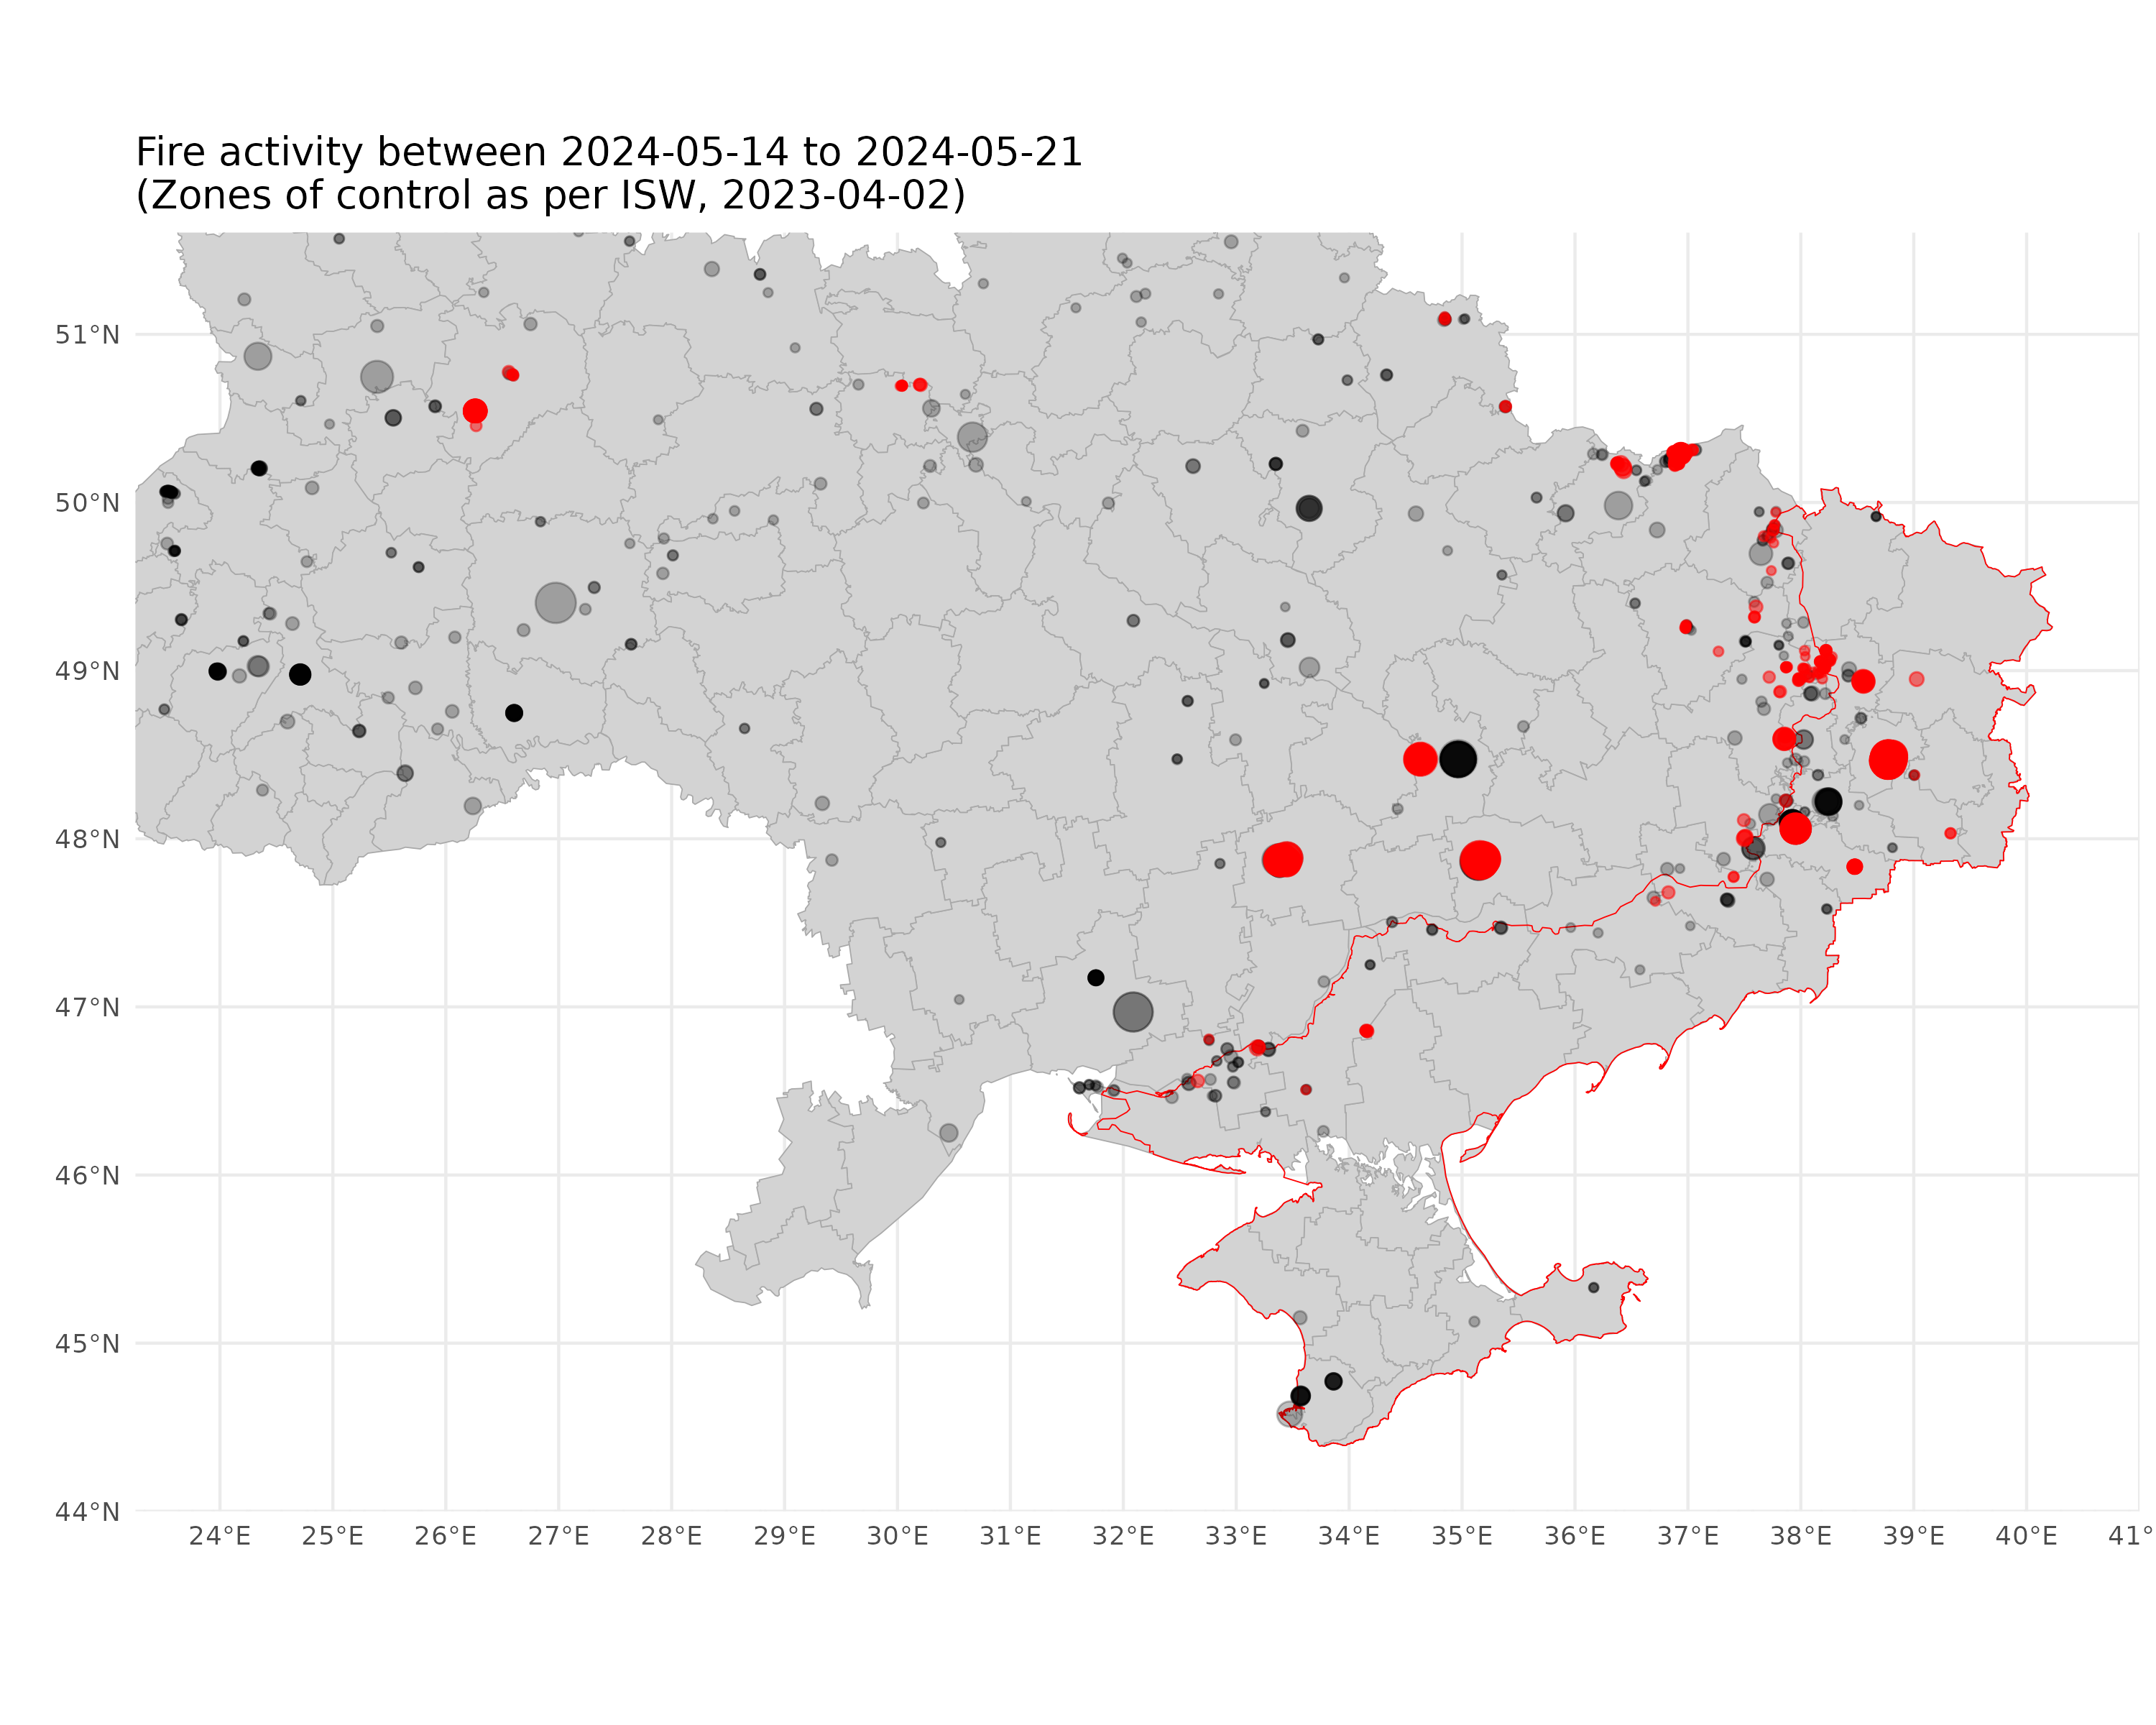 Fire activity between 2024-05-14 to 2024-05-21
(Zones of control as per ISW, 2023-04-02)
51°N
50°N
49°N
48°N
47°N
46°N
45°N
44°N
24°E 25°E 26°E 27°E 28°E 29°E 30°E 31°E 32°E 33°E 34°E 35°E 36°E 37°E 38°E 39°E 40°E 41°